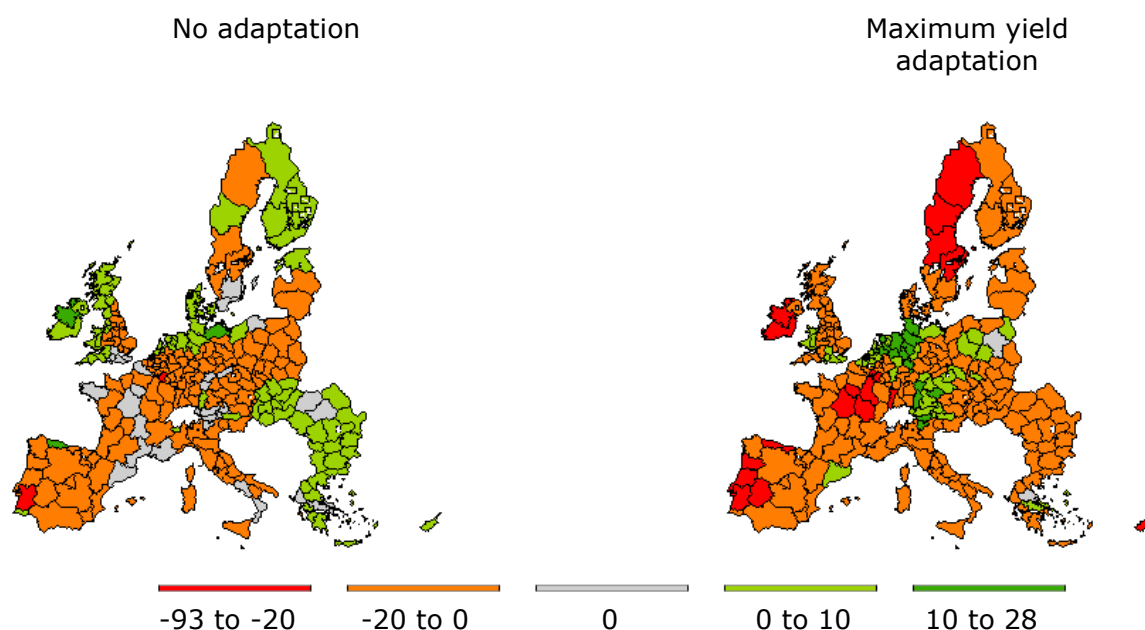 No adaptation
Maximum yield
adaptation
-93 to -20
-20 to 0
0
0 to 10
10 to 28